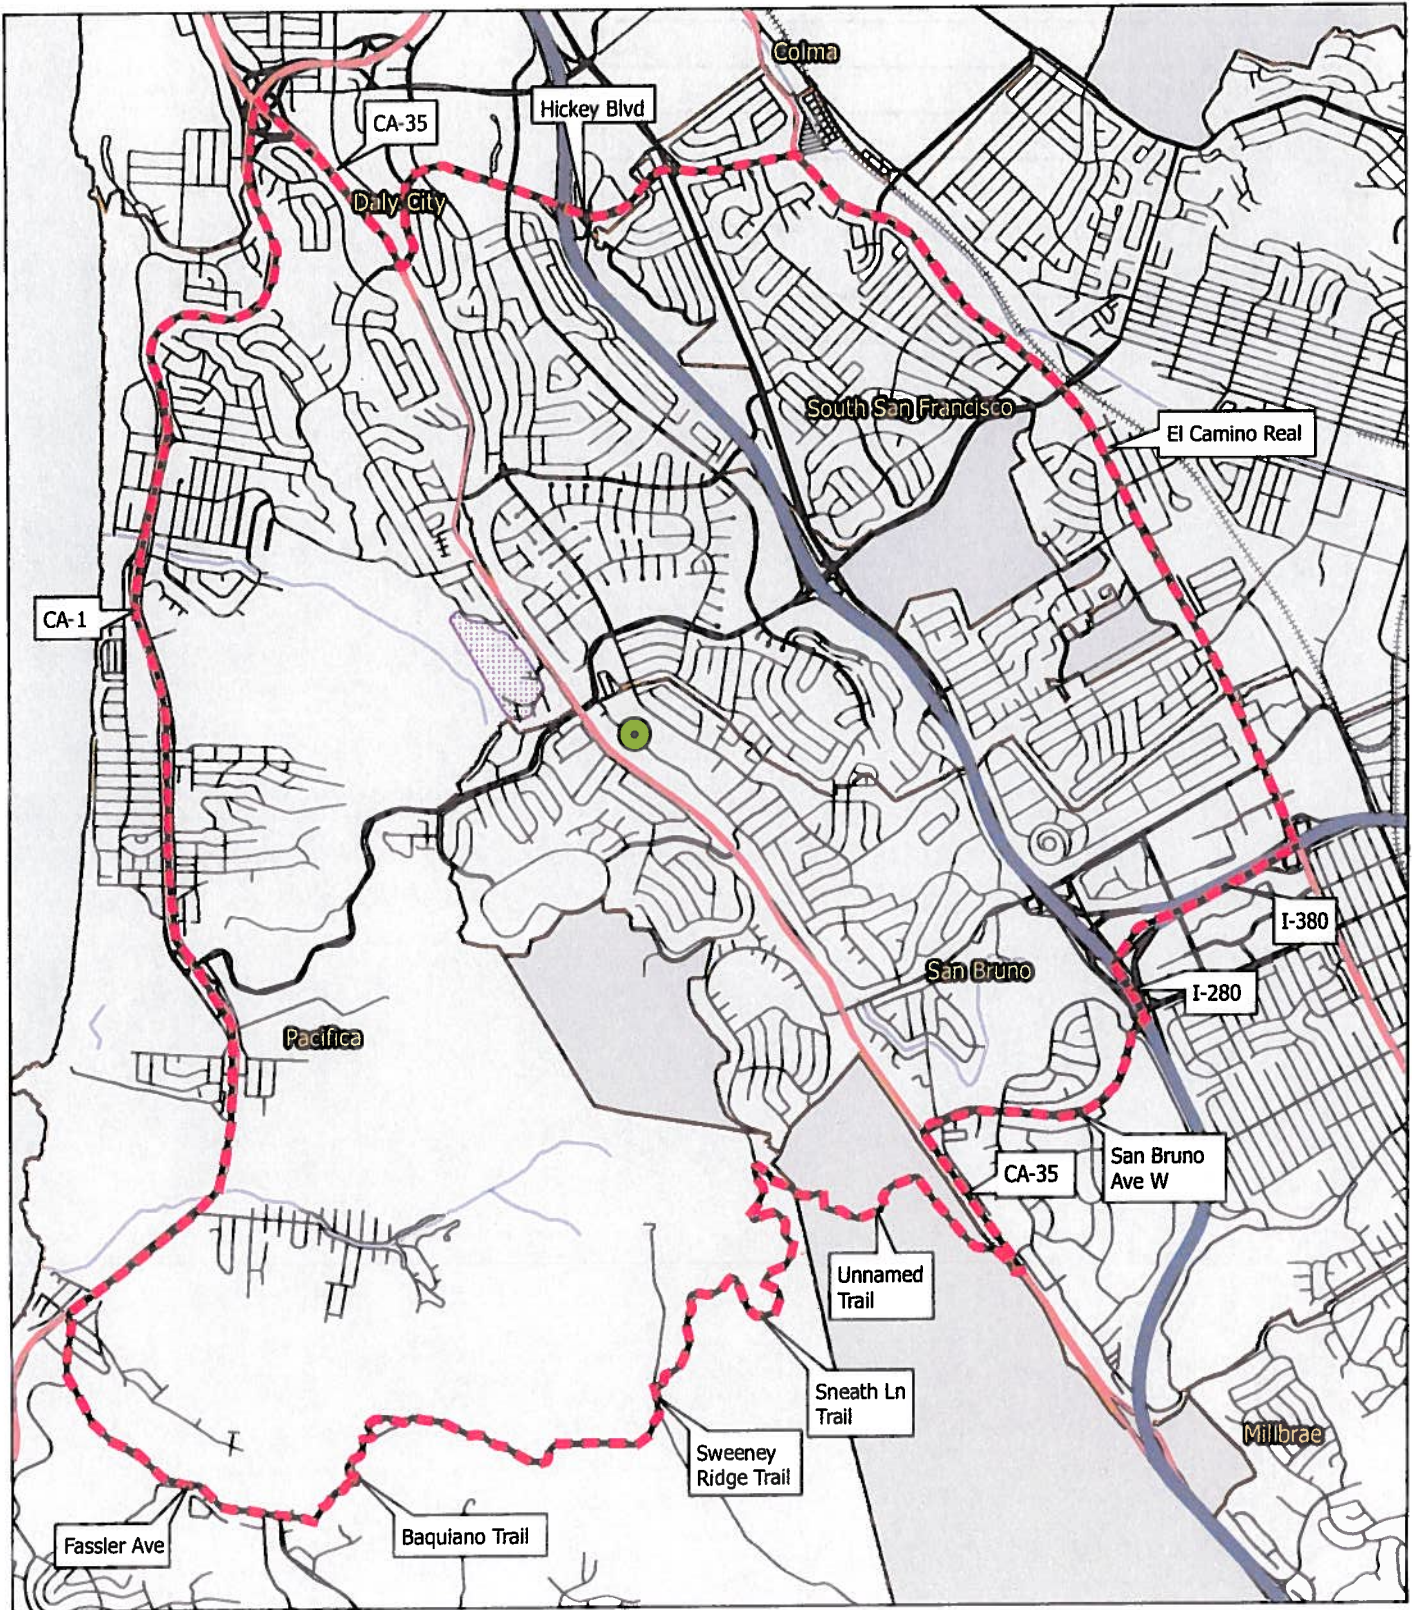 Colma
Hickey Blvd
CA-35
Daly City
South San Francisco
El Camino Real
CA-1
I-380
San Bruno
I-280
Pacifica
San Bruno
Ave W
CA-35
Unnamed
Trail
Sneath Ln
Trail
Millbrae
Sweeney
Ridge Trail
Baquiano Trail
Fassler Ave